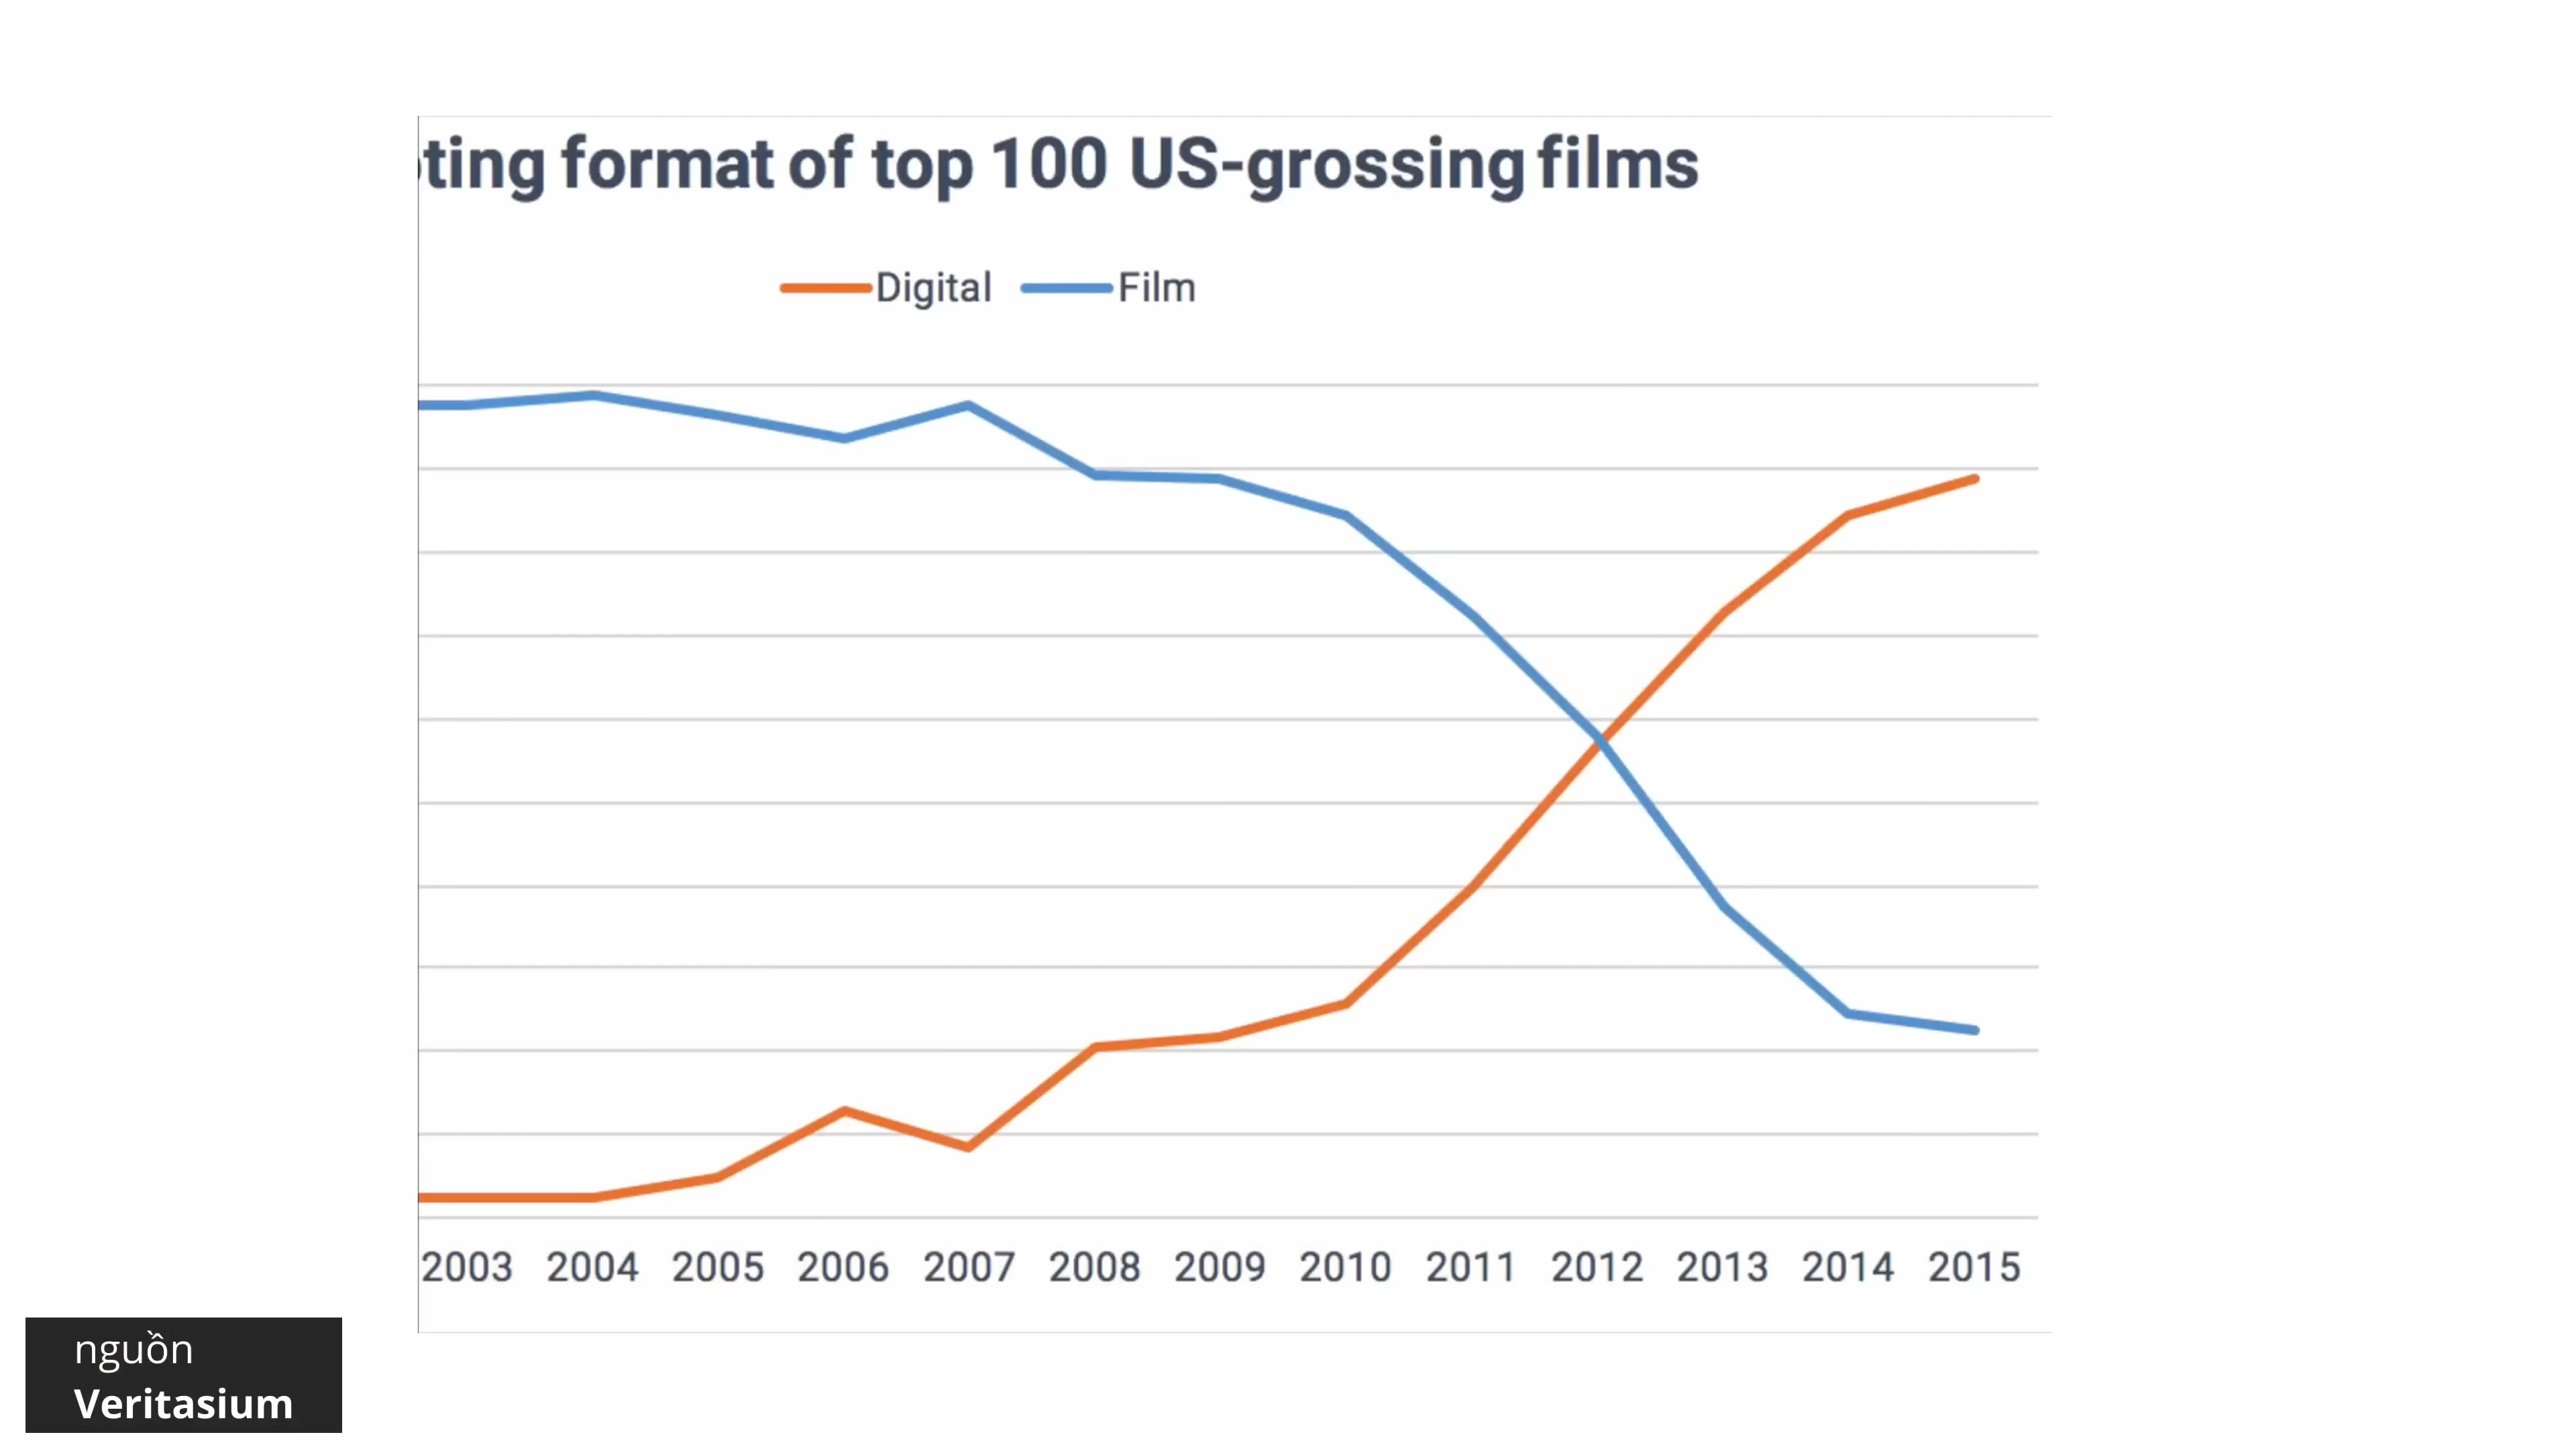 ting format of top 100 US-grossing films
Digital Film
2003 2004 2005 2006 2007 2008 2009 2010 2011 2012 2013 2014 2015
nguồn
Veritasium